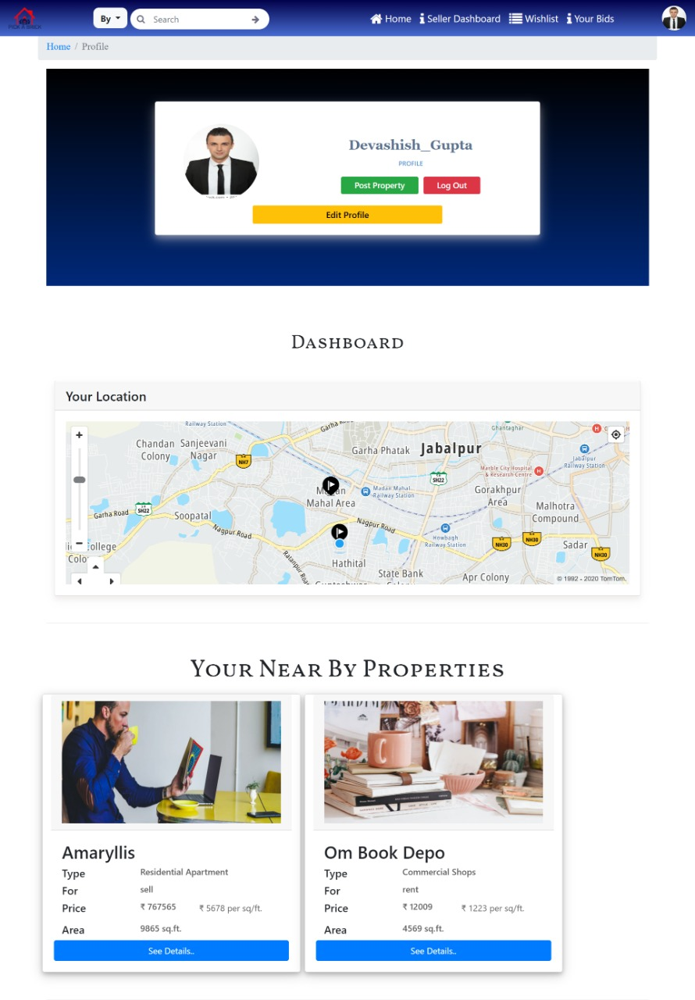 PICK A BRICK
By
Search
Home
Seller Dashboard
Wishlist
Your Bids
Home / Profile
Devashish_Gupta
PROFILE
Post Property
Log Out
Edit Profile
Dashboard
Your Location
+
Railway Station
Garha Road
Ghantaghar
H
Chandan
Colony
Sanjeevani
Nagar
NH7
Garha Phatak
Jabalpur
Jabalpur
Railway Station
Marble City Hospital
& Research Centre
H
SH22
Madan
Mahal Area
Madan Mahal
Railway Station
Gorakhpur
Area
Malhotra
Compound
Garha Road
SH22
Soopatal
Nagpur Road
Nagpur Road
Howbagh
Railway Station
NH30
NH30
NH30
Sadar
Ratanpur Road
Hathital
State Bank
Apr Colony
© 1992 - 2020 TomTom.
Your Near By Properties
Amaryllis
Type Residential Apartment
For sell
Price ₹ 767565 ₹ 5678 per sq/ft.
Area 9865 sq.ft.
See Details..
Om Book Depo
Type Commercial Shops
For rent
Price ₹ 12009 ₹ 1223 per sq/ft.
Area 4569 sq.ft.
See Details..